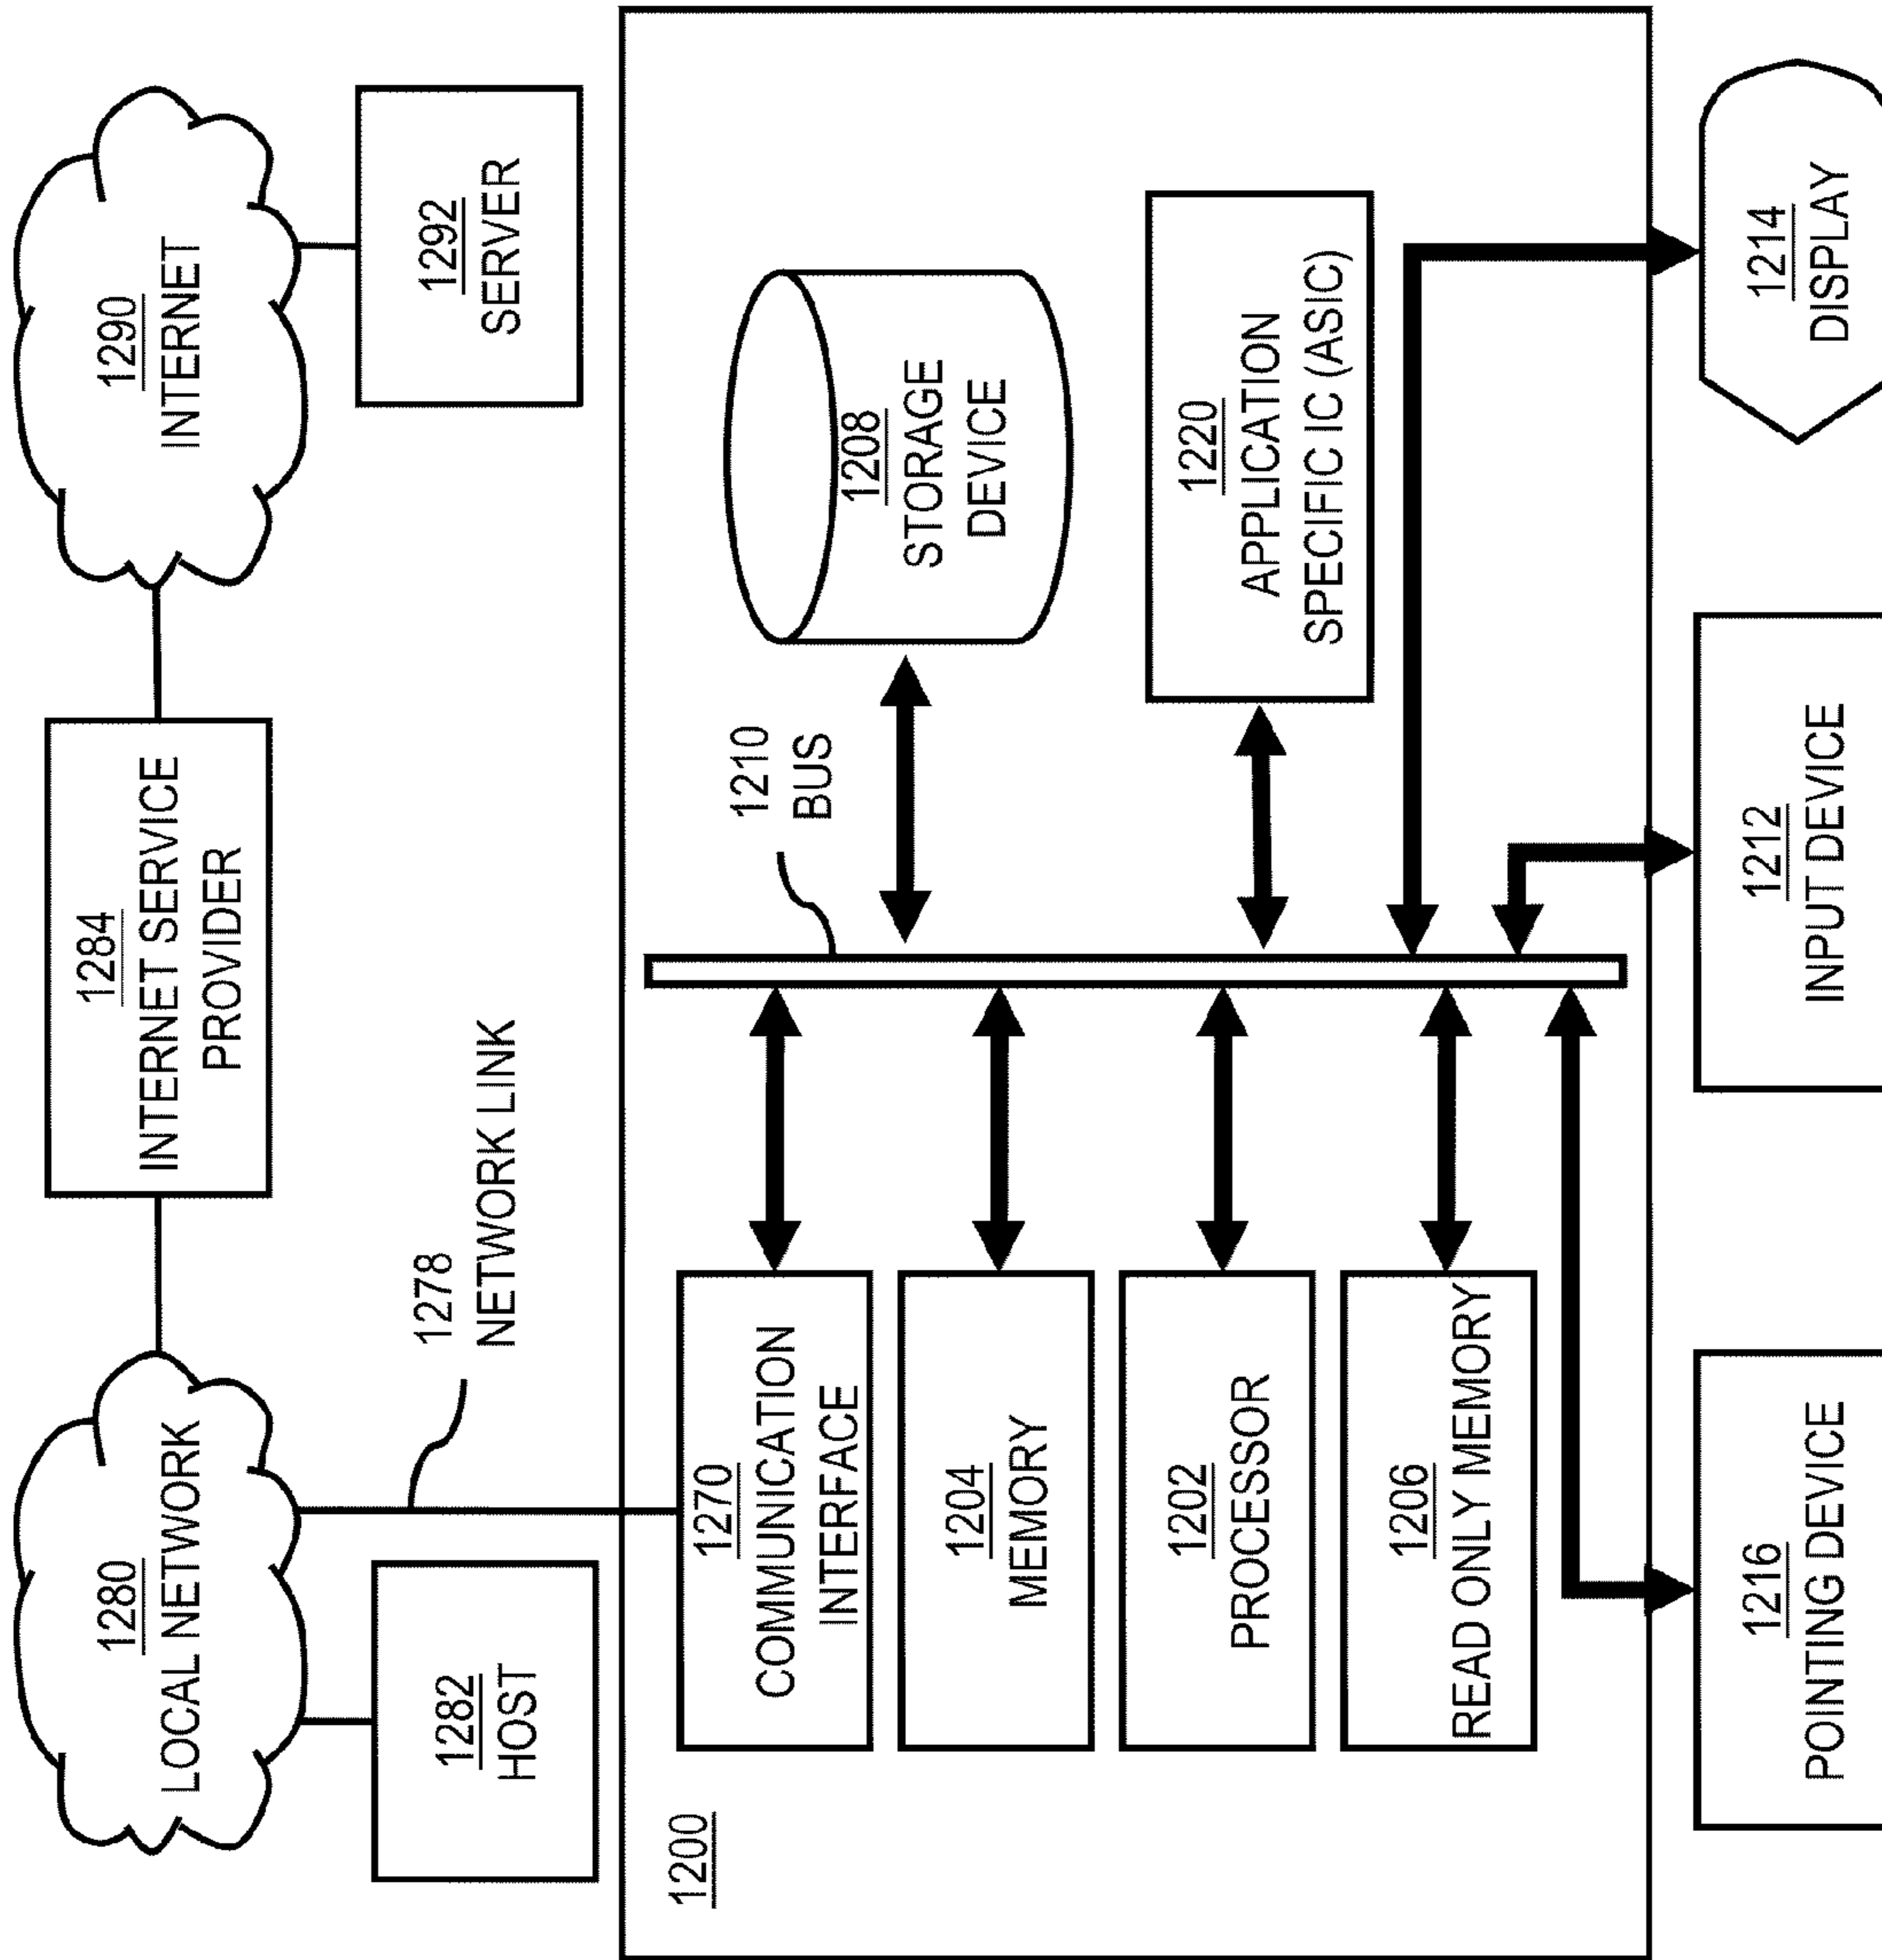 1280
LOCAL NETWORK
1284
INTERNET SERVICE
PROVIDER
1290
INTERNET
1282
HOST
1278
NETWORK LINK
1292
SERVER
1200
1270
COMMUNICATION
INTERFACE
1204
MEMORY
1202
PROCESSOR
1206
READ ONLY MEMORY
1210
BUS
1208
STORAGE
DEVICE
1220
APPLICATION
SPECIFIC IC (ASIC)
1216
POINTING DEVICE
1212
INPUT DEVICE
1214
DISPLAY